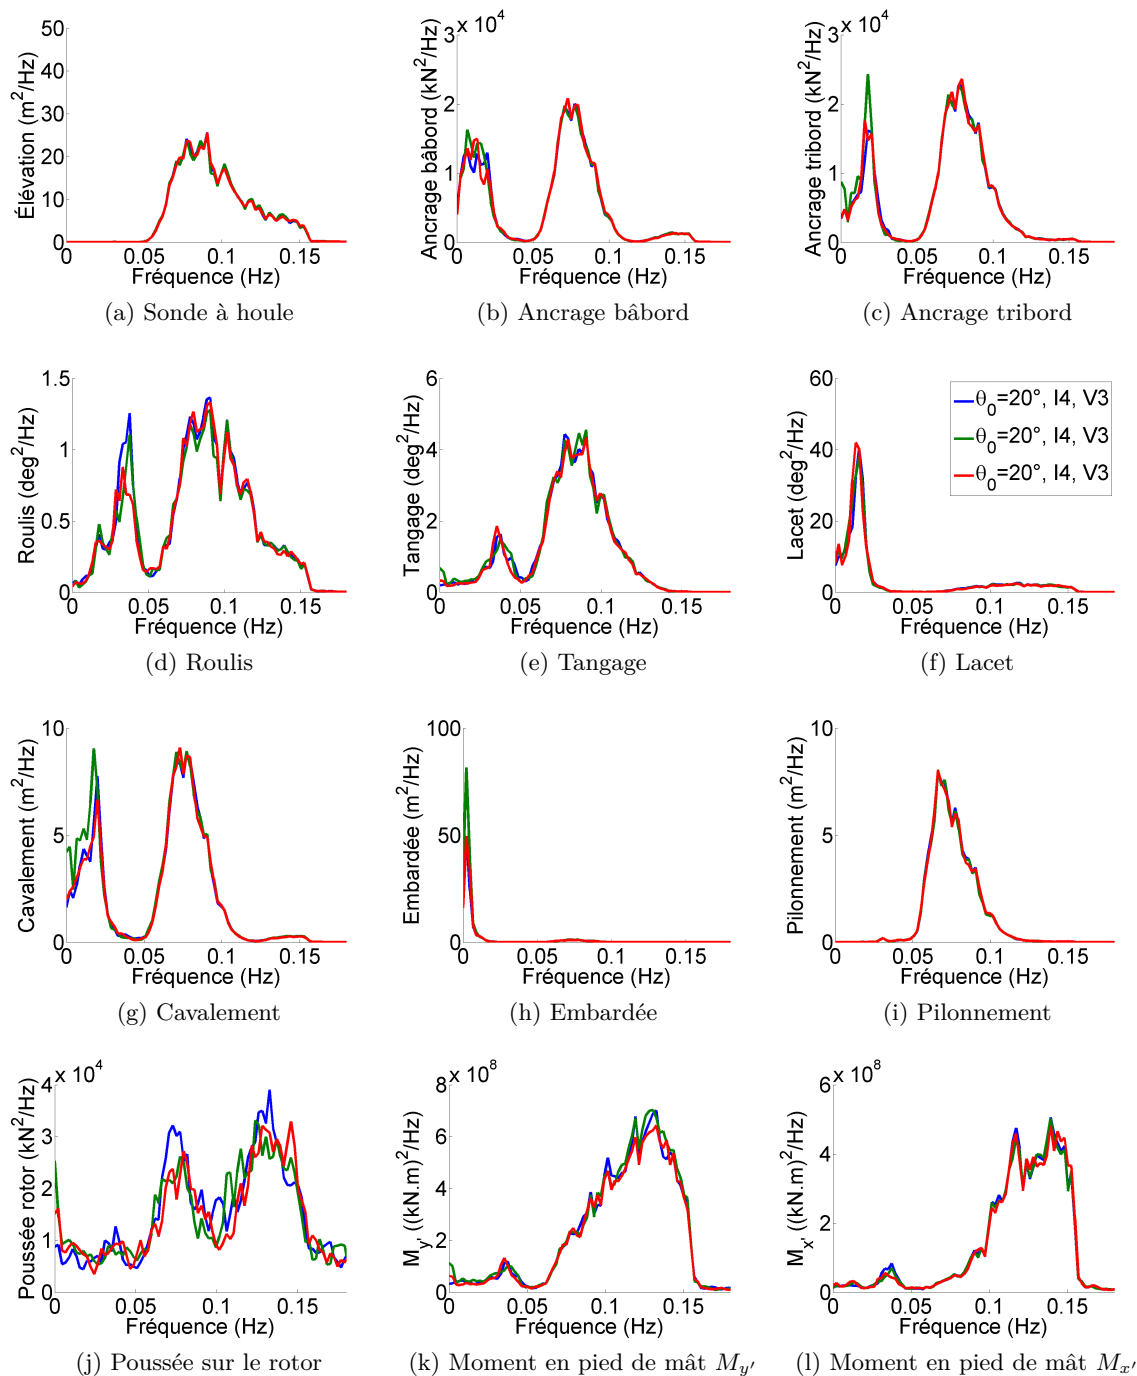 Élévation (m²/Hz)
50
40
30
20
10
0
0
0.05
0.1
0.15
Fréquence (Hz)
(a) Sonde à houle
Ancrage bâbord (kN²/Hz)
x 10⁴
3
2
1
0
0
0.05
0.1
0.15
Fréquence (Hz)
(b) Ancrage bâbord
Ancrage tribord (kN²/Hz)
x 10⁴
3
2
1
0
0
0.05
0.1
0.15
Fréquence (Hz)
(c) Ancrage tribord
Roulis (deg²/Hz)
1.5
1
0.5
0
0
0.05
0.1
0.15
Fréquence (Hz)
(d) Roulis
Tangage (deg²/Hz)
6
4
2
0
0
0.05
0.1
0.15
Fréquence (Hz)
(e) Tangage
Lacet (deg²/Hz)
60
40
20
0
0
0.05
0.1
0.15
θ₀=20°, I4, V3
θ₀=20°, I4, V3
θ₀=20°, I4, V3
Fréquence (Hz)
(f) Lacet
Cavalement (m²/Hz)
10
5
0
0
0.05
0.1
0.15
Fréquence (Hz)
(g) Cavalement
Embardée (m²/Hz)
100
50
0
0
0.05
0.1
0.15
Fréquence (Hz)
(h) Embardée
Pilonnement (m²/Hz)
10
5
0
0
0.05
0.1
0.15
Fréquence (Hz)
(i) Pilonnement
Poussée rotor (kN²/Hz)
x 10⁴
4
3
2
1
0
0
0.05
0.1
0.15
Fréquence (Hz)
(j) Poussée sur le rotor
M_y' ((kN.m)²/Hz)
x 10⁸
8
6
4
2
0
0
0.05
0.1
0.15
Fréquence (Hz)
(k) Moment en pied de mât M_y'
M_x' ((kN.m)²/Hz)
x 10⁸
6
4
2
0
0
0.05
0.1
0.15
Fréquence (Hz)
(l) Moment en pied de mât M_x'